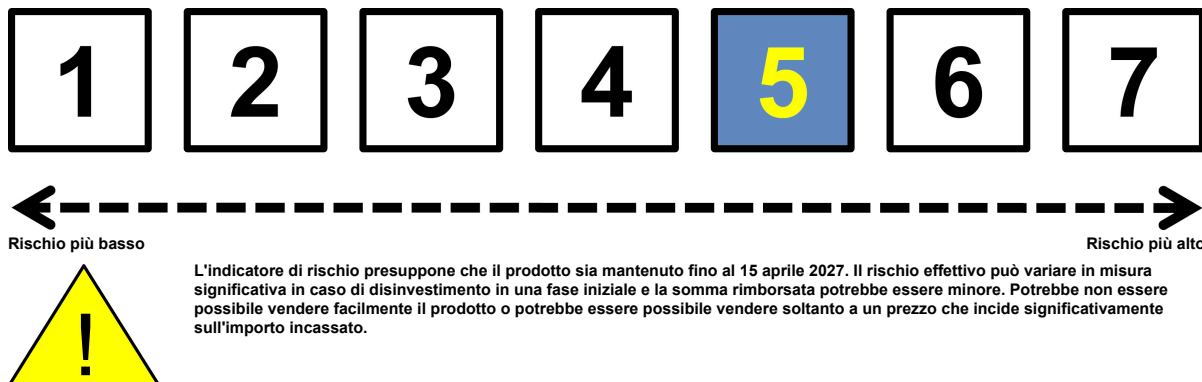 1 2 3 4 5 6 7
Rischio più basso Rischio più alto
L'indicatore di rischio presuppone che il prodotto sia mantenuto fino al 15 aprile 2027. Il rischio effettivo può variare in misura
significativa in caso di disinvestimento in una fase iniziale e la somma rimborsata potrebbe essere minore. Potrebbe non essere
possibile vendere facilmente il prodotto o potrebbe essere possibile vendere soltanto a un prezzo che incide significativamente
sull'importo incassato.
!